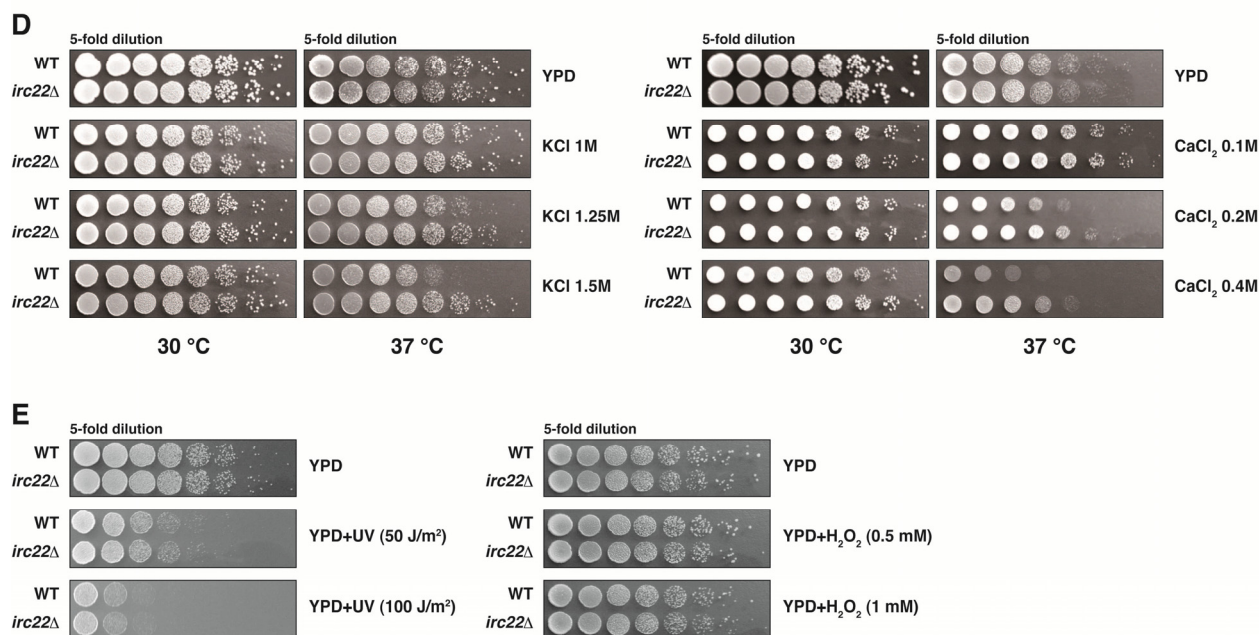 D
5-fold dilution 5-fold dilution
WT
irc22Δ
YPD
WT
irc22Δ
KCl 1M
WT
irc22Δ
KCl 1.25M
WT
irc22Δ
KCl 1.5M
30 °C 37 °C
5-fold dilution 5-fold dilution
WT
irc22Δ
YPD
WT
irc22Δ
CaCl₂ 0.1M
WT
irc22Δ
CaCl₂ 0.2M
WT
irc22Δ
CaCl₂ 0.4M
30 °C 37 °C
E
5-fold dilution
WT
irc22Δ
YPD
WT
irc22Δ
YPD+UV (50 J/m²)
WT
irc22Δ
YPD+UV (100 J/m²)
5-fold dilution
WT
irc22Δ
YPD
WT
irc22Δ
YPD+H₂O₂ (0.5 mM)
WT
irc22Δ
YPD+H₂O₂ (1 mM)